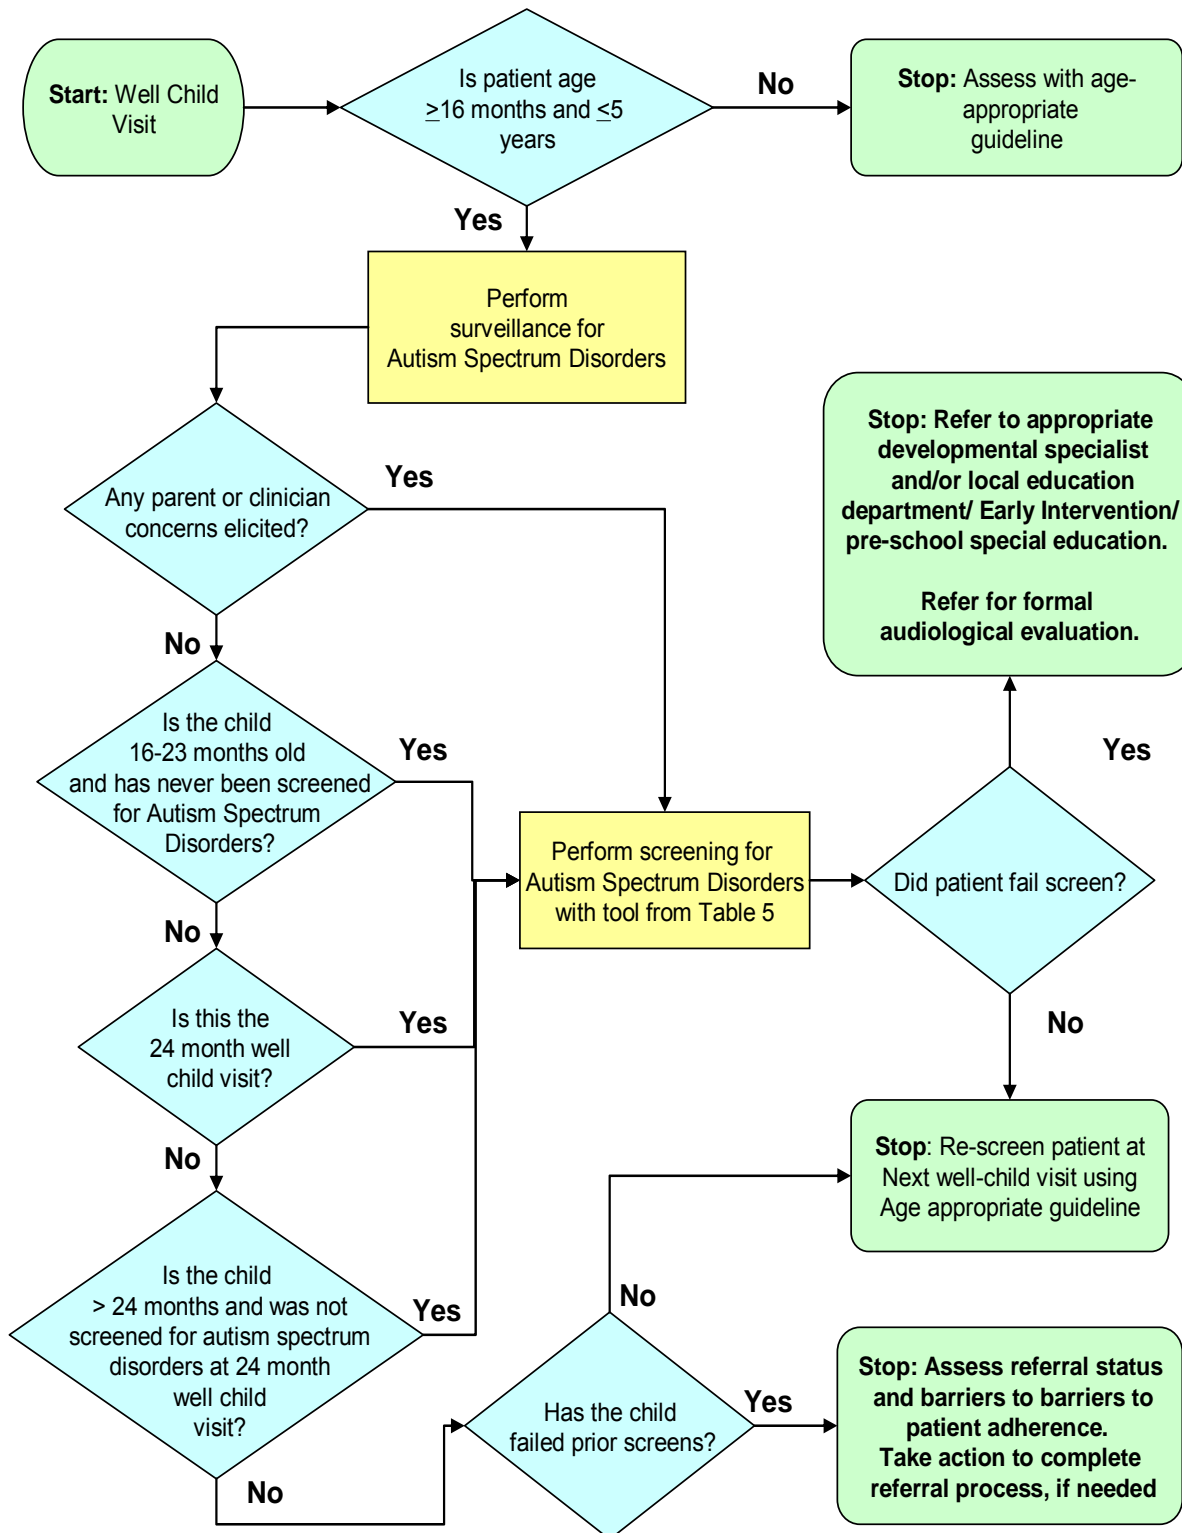 Start: Well Child
Visit
Is patient age
≥16 months and ≤5
years
No
Stop: Assess with age-
appropriate
guideline
Yes
Perform
surveillance for
Autism Spectrum Disorders
Any parent or clinician
concerns elicited?
Yes
Stop: Refer to appropriate
developmental specialist
and/or local education
department/ Early Intervention/
pre-school special education.
Refer for formal
audiological evaluation.
No
Is the child
16-23 months old
and has never been screened
for Autism Spectrum
Disorders?
Yes
Perform screening for
Autism Spectrum Disorders
with tool from Table 5
Did patient fail screen?
Yes
No
No
Is this the
24 month well
child visit?
Yes
No
Stop: Re-screen patient at
Next well-child visit using
Age appropriate guideline
Is the child
> 24 months and was not
screened for autism spectrum
disorders at 24 month
well child
visit?
Yes
No
Has the child
failed prior screens?
No
Yes
Stop: Assess referral status
and barriers to barriers to
patient adherence.
Take action to complete
referral process, if needed